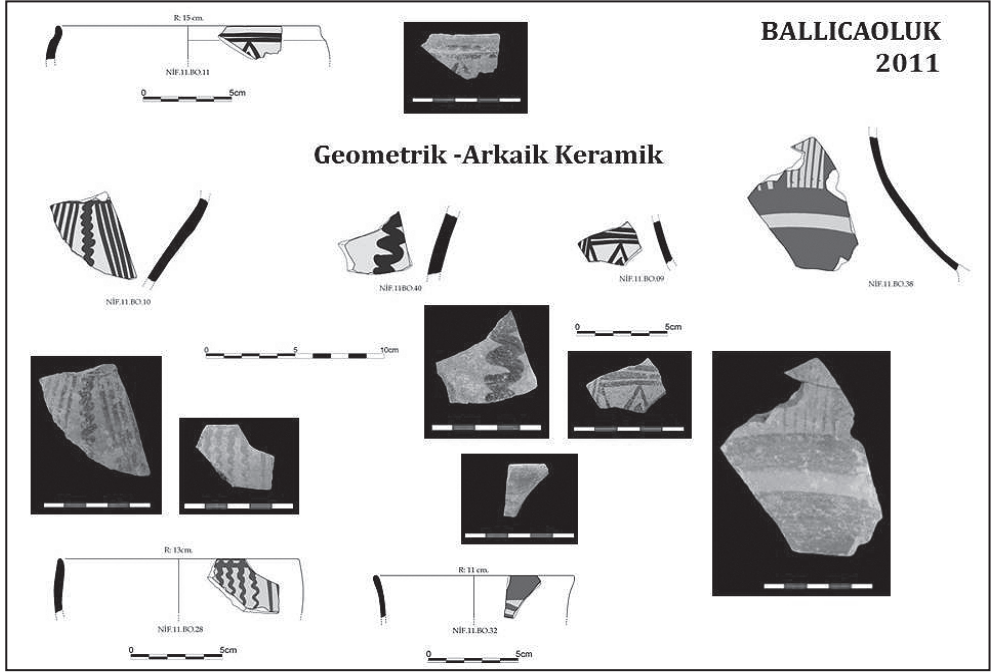 R: 15 cm.
BALLICAOLUK
2011
NİF.11.BO.11
0 5cm
Geometrik -Arkaik Keramik
NİF.11.BO.10
NİF.11BO.40
NİF.11.BO.09
NİF.11.BO.38
0 5 10cm
0 5cm
R: 13cm.
R: 11 cm.
NİF.11.BO.28
NİF.11.BO.32
0 5cm
0 5cm